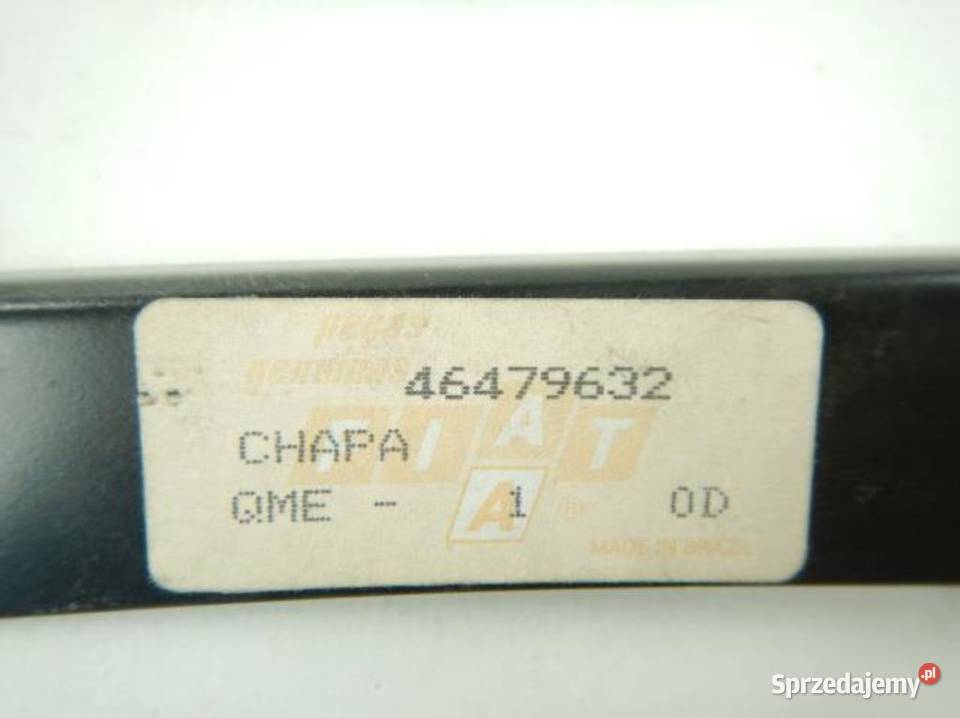 peças
genuínas
46479632
FIAT
CHAPA
QME - 1 0D
A
®
MADE IN BRAZIL
Sprzedajemy.pl